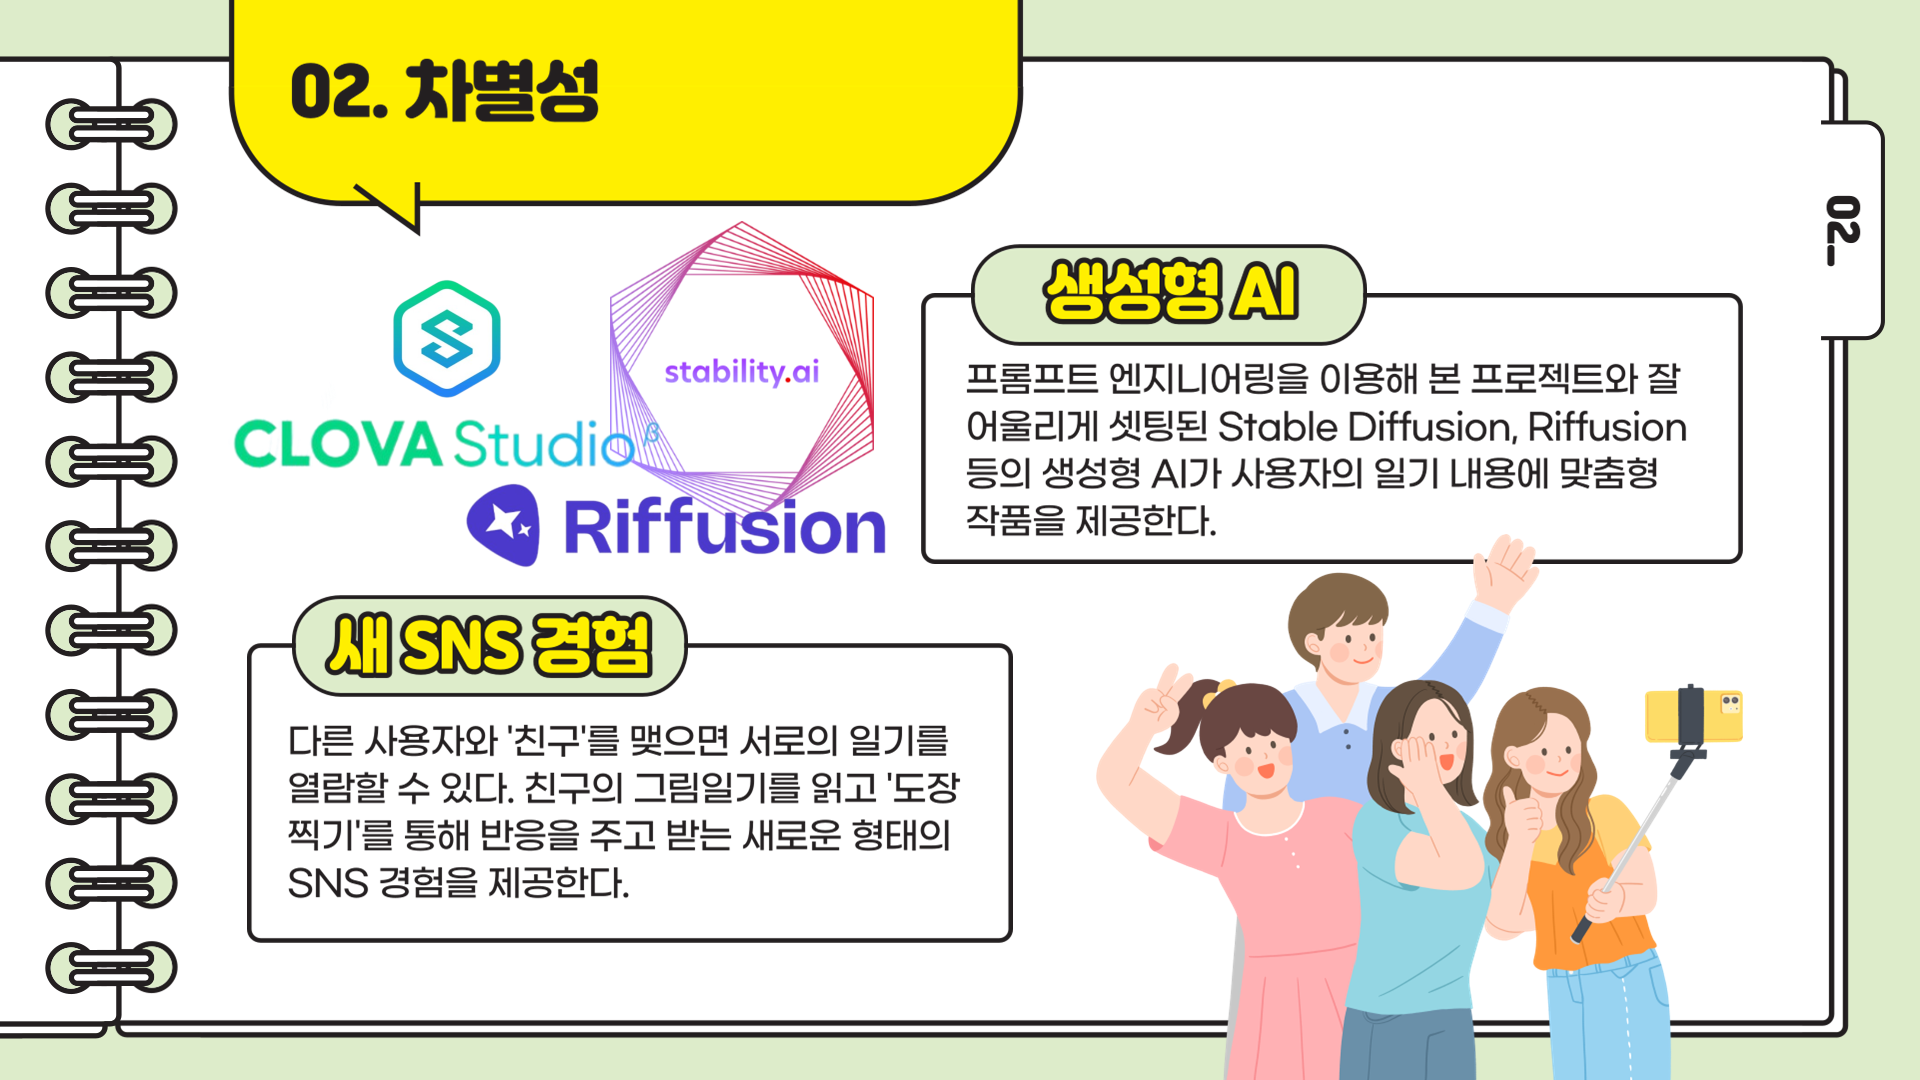 02. 차별성
02_
stability.ai
CLOVA Studio β
Riffusion
생성형 AI
프롬프트 엔지니어링을 이용해 본 프로젝트와 잘
어울리게 셋팅된 Stable Diffusion, Riffusion
등의 생성형 AI가 사용자의 일기 내용에 맞춤형
작품을 제공한다.
새 SNS 경험
다른 사용자와 '친구'를 맺으면 서로의 일기를
열람할 수 있다. 친구의 그림일기를 읽고 '도장
찍기'를 통해 반응을 주고 받는 새로운 형태의
SNS 경험을 제공한다.